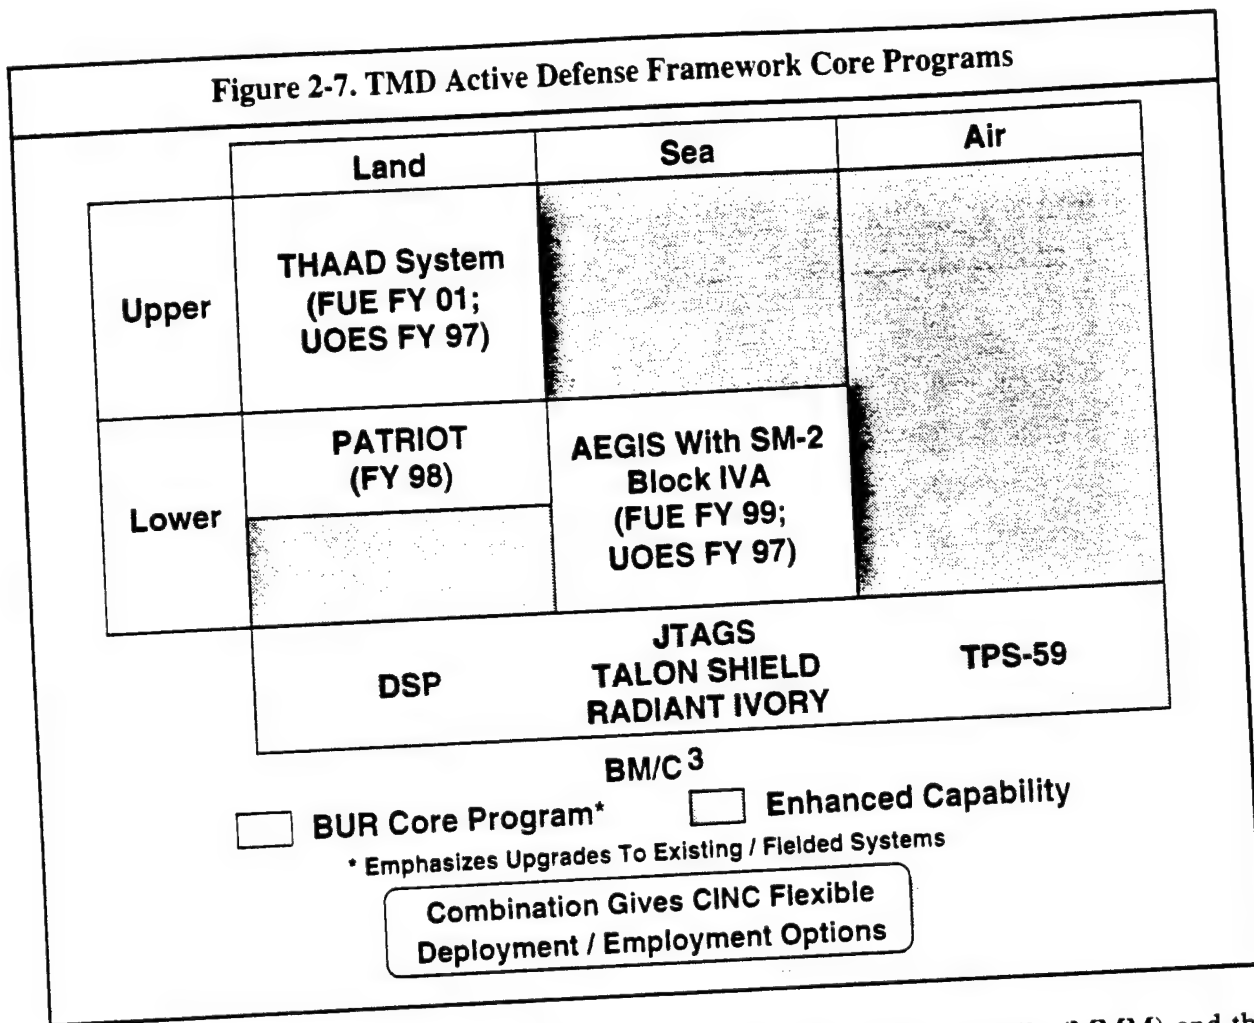 Figure 2-7. TMD Active Defense Framework Core Programs
Land
Sea
Air
Upper
THAAD System
(FUE FY 01;
UOES FY 97)
Lower
PATRIOT
(FY 98)
AEGIS With SM-2
Block IVA
(FUE FY 99;
UOES FY 97)
DSP
JTAGS
TALON SHIELD
RADIANT IVORY
TPS-59
BM/C3
BUR Core Program*
Enhanced Capability
* Emphasizes Upgrades To Existing / Fielded Systems
Combination Gives CINC Flexible
Deployment / Employment Options
and th